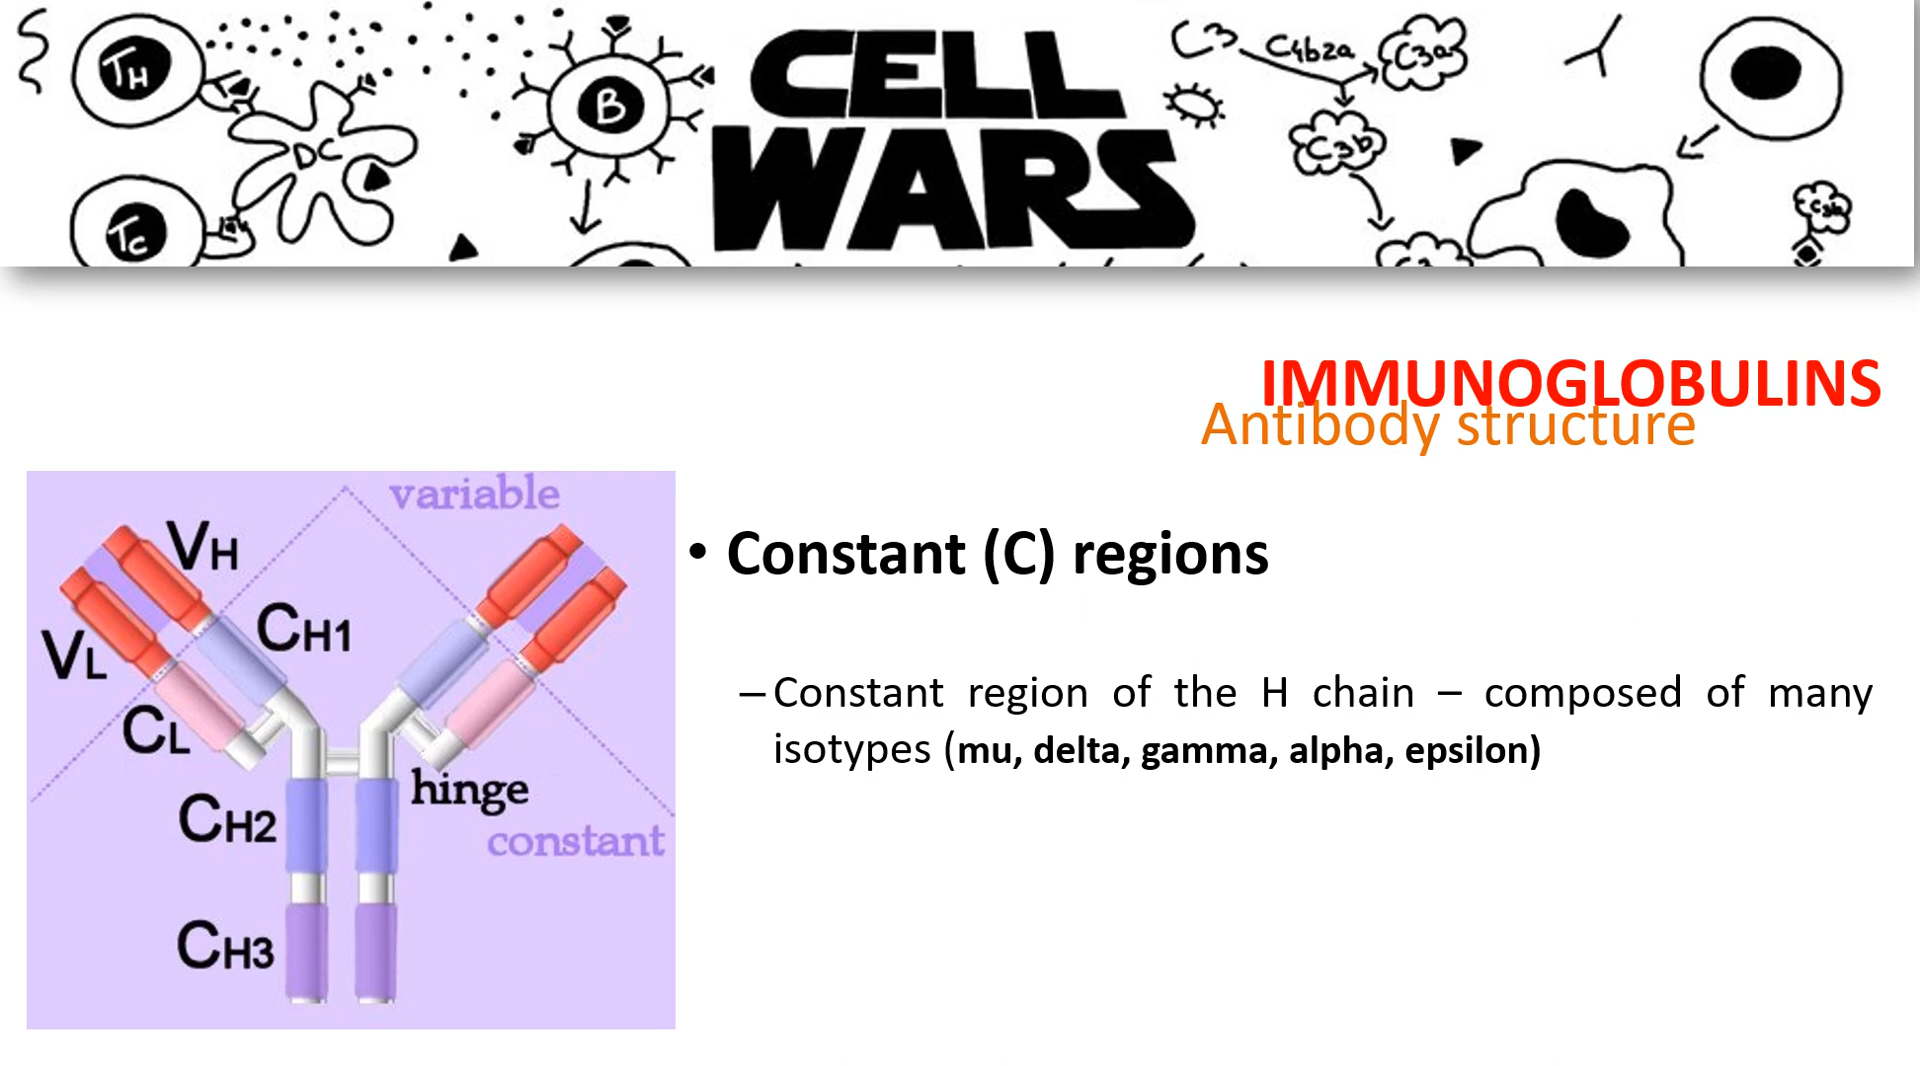 TH
DC
TC
B
CELL
WARS
C3
C4b2a
C3a
C3b
IMMUNOGLOBULINS
Antibody structure
variable
VH
CH1
VL
CL
CH2
hinge
constant
CH3
• Constant (C) regions
– Constant region of the H chain – composed of many
isotypes (mu, delta, gamma, alpha, epsilon)